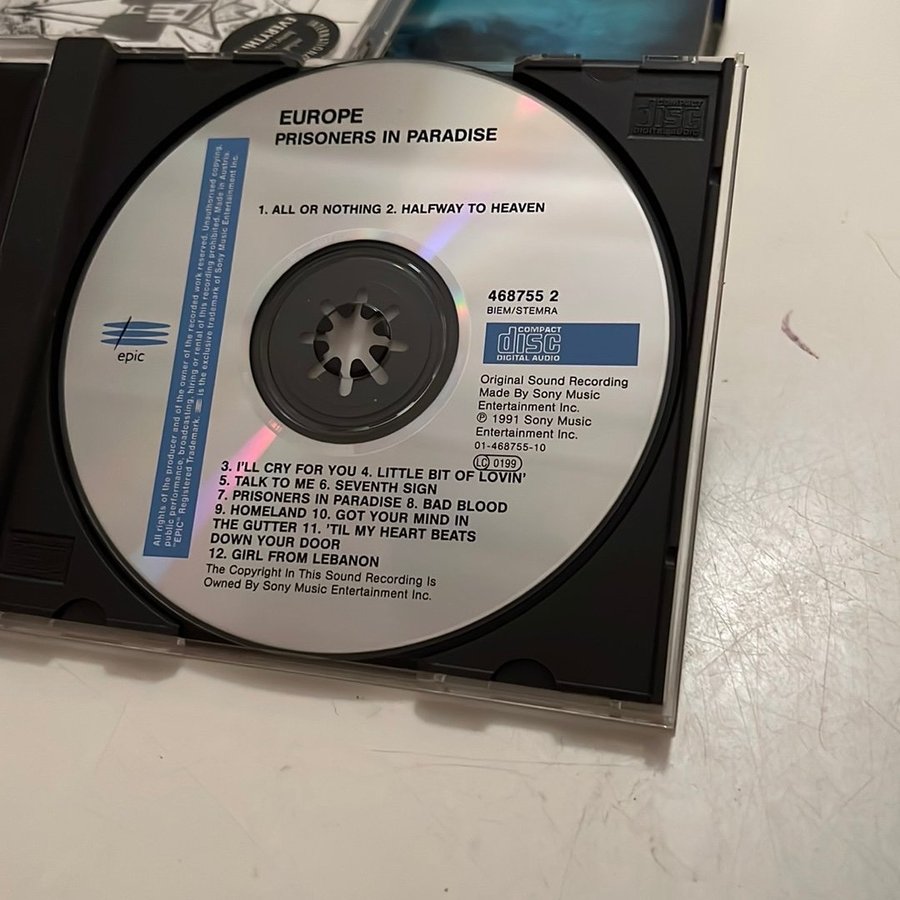 EUROPE
PRISONERS IN PARADISE
1. ALL OR NOTHING 2. HALFWAY TO HEAVEN
COMPACT
disc
DIGITAL AUDIO
All rights of the producer and of the owner of the recorded work reserved. Unauthorised copying,
public performance, broadcasting, hiring or rental of this recording prohibited. Made in Austria.
"EPIC" Registered Trademark. is the exclusive trademark of Sony Music Entertainment Inc.
epic
468755 2
BIEM/STEMRA
COMPACT
disc
DIGITAL AUDIO
Original Sound Recording
Made By Sony Music
Entertainment Inc.
℗ 1991 Sony Music
Entertainment Inc.
01-468755-10
LC 0199
3. I'LL CRY FOR YOU 4. LITTLE BIT OF LOVIN'
5. TALK TO ME 6. SEVENTH SIGN
7. PRISONERS IN PARADISE 8. BAD BLOOD
9. HOMELAND 10. GOT YOUR MIND IN
THE GUTTER 11. 'TIL MY HEART BEATS
DOWN YOUR DOOR
12. GIRL FROM LEBANON
The Copyright In This Sound Recording Is
Owned By Sony Music Entertainment Inc.